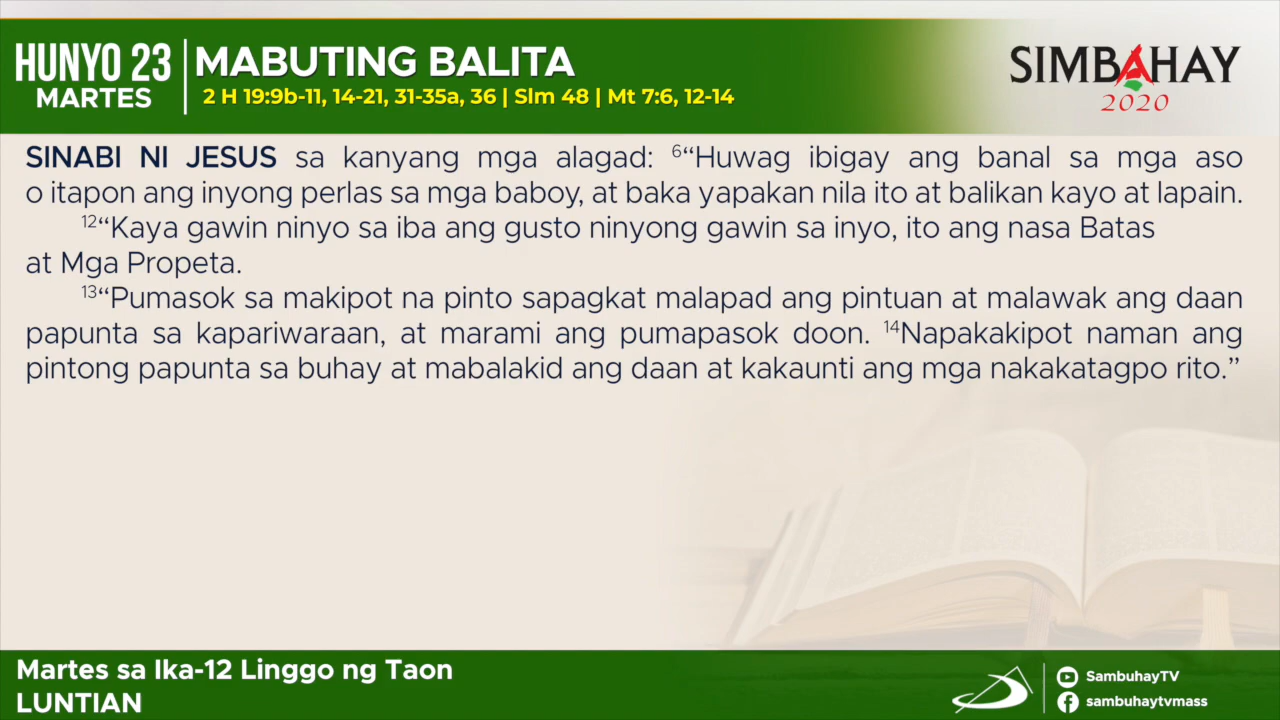 HUNYO 23
MARTES
MABUTING BALITA
2 H 19:9b-11, 14-21, 31-35a, 36 | Slm 48 | Mt 7:6, 12-14
SIMBAHAY
2020
SINABI NI JESUS sa kanyang mga alagad: ⁶“Huwag ibigay ang banal sa mga aso
o itapon ang inyong perlas sa mga baboy, at baka yapakan nila ito at balikan kayo at lapain.
¹²“Kaya gawin ninyo sa iba ang gusto ninyong gawin sa inyo, ito ang nasa Batas
at Mga Propeta.
¹³“Pumasok sa makipot na pinto sapagkat malapad ang pintuan at malawak ang daan
papunta sa kapariwaraan, at marami ang pumapasok doon. ¹⁴Napakakipot naman ang
pintong papunta sa buhay at mabalakid ang daan at kakaunti ang mga nakakatagpo rito.”
Martes sa Ika-12 Linggo ng Taon
LUNTIAN
SambuhayTV
sambuhaytvmass